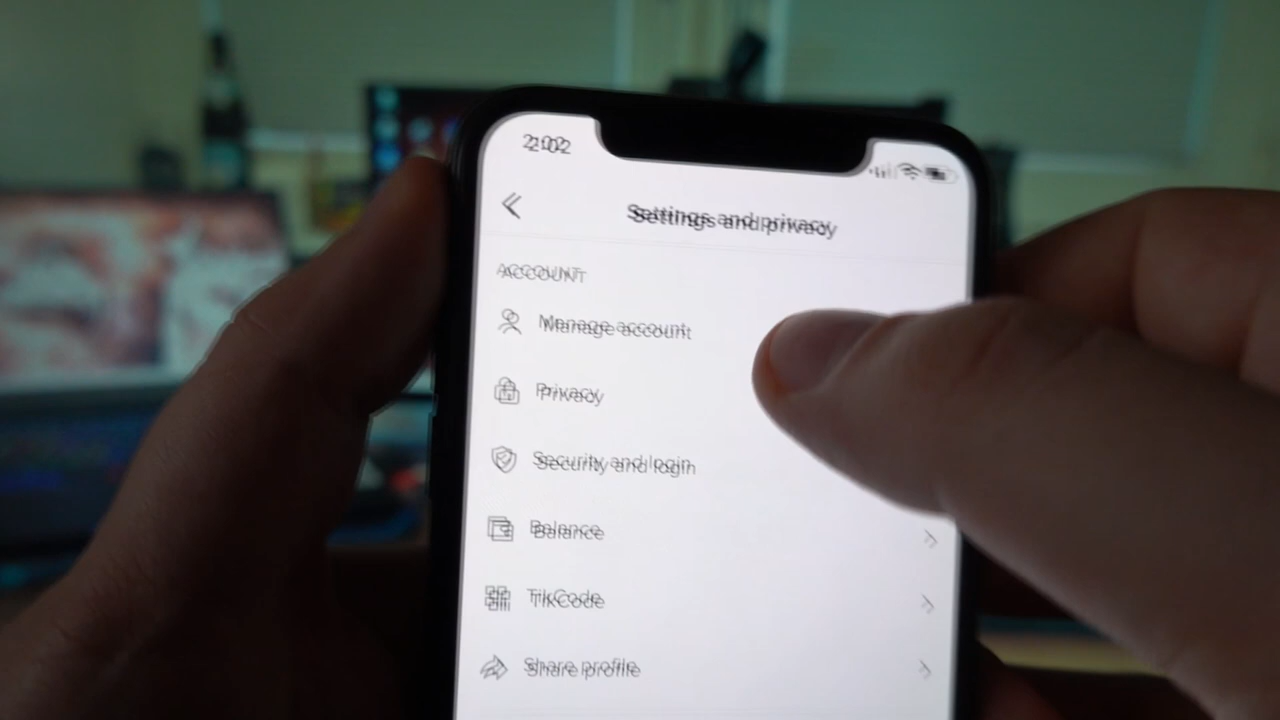 2:02
Settings and privacy
ACCOUNT
Manage account
Privacy
Security and login
Balance
TikCode
Share profile